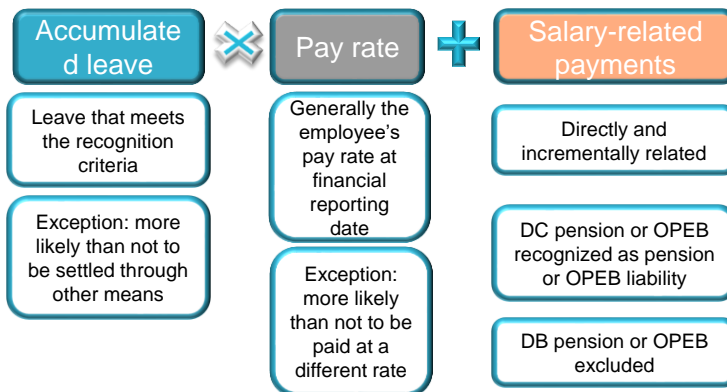 Accumulate
d leave
Pay rate
Salary-related
payments
Leave that meets
the recognition
criteria
Exception: more
likely than not to
be settled through
other means
Generally the
employee's
pay rate at
financial
reporting
date
Exception:
more likely
than not to be
paid at a
different rate
Directly and
incrementally related
DC pension or OPEB
recognized as pension
or OPEB liability
DB pension or OPEB
excluded